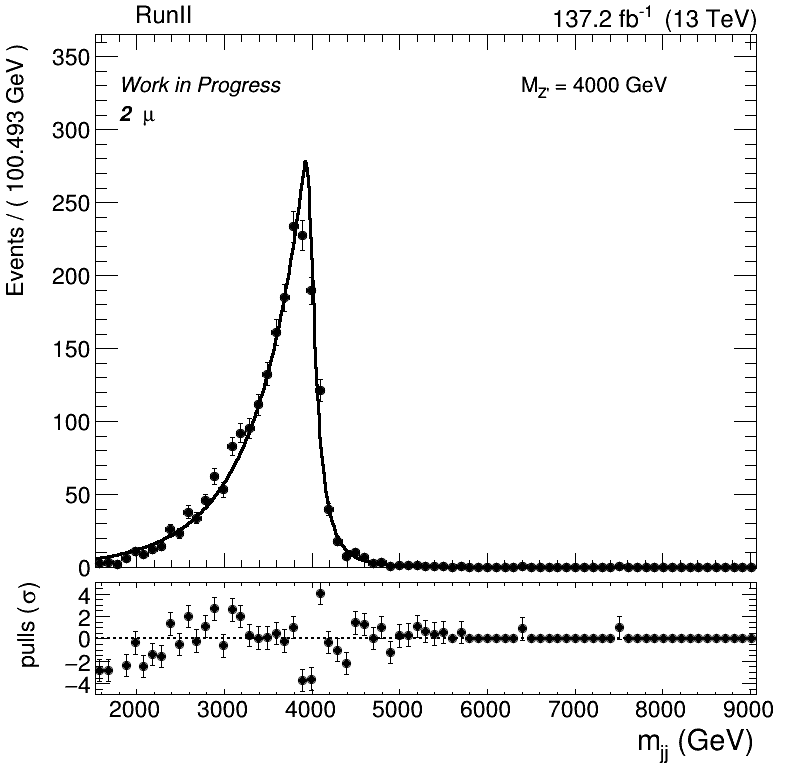 RunII 137.2 fb⁻¹ (13 TeV)
Events / ( 100.493 GeV )
350
300
250
200
150
100
50
0
Work in Progress
2 μ
M_Z' = 4000 GeV
pulls (σ)
4
2
0
−2
−4
2000 3000 4000 5000 6000 7000 8000 9000
m_jj (GeV)